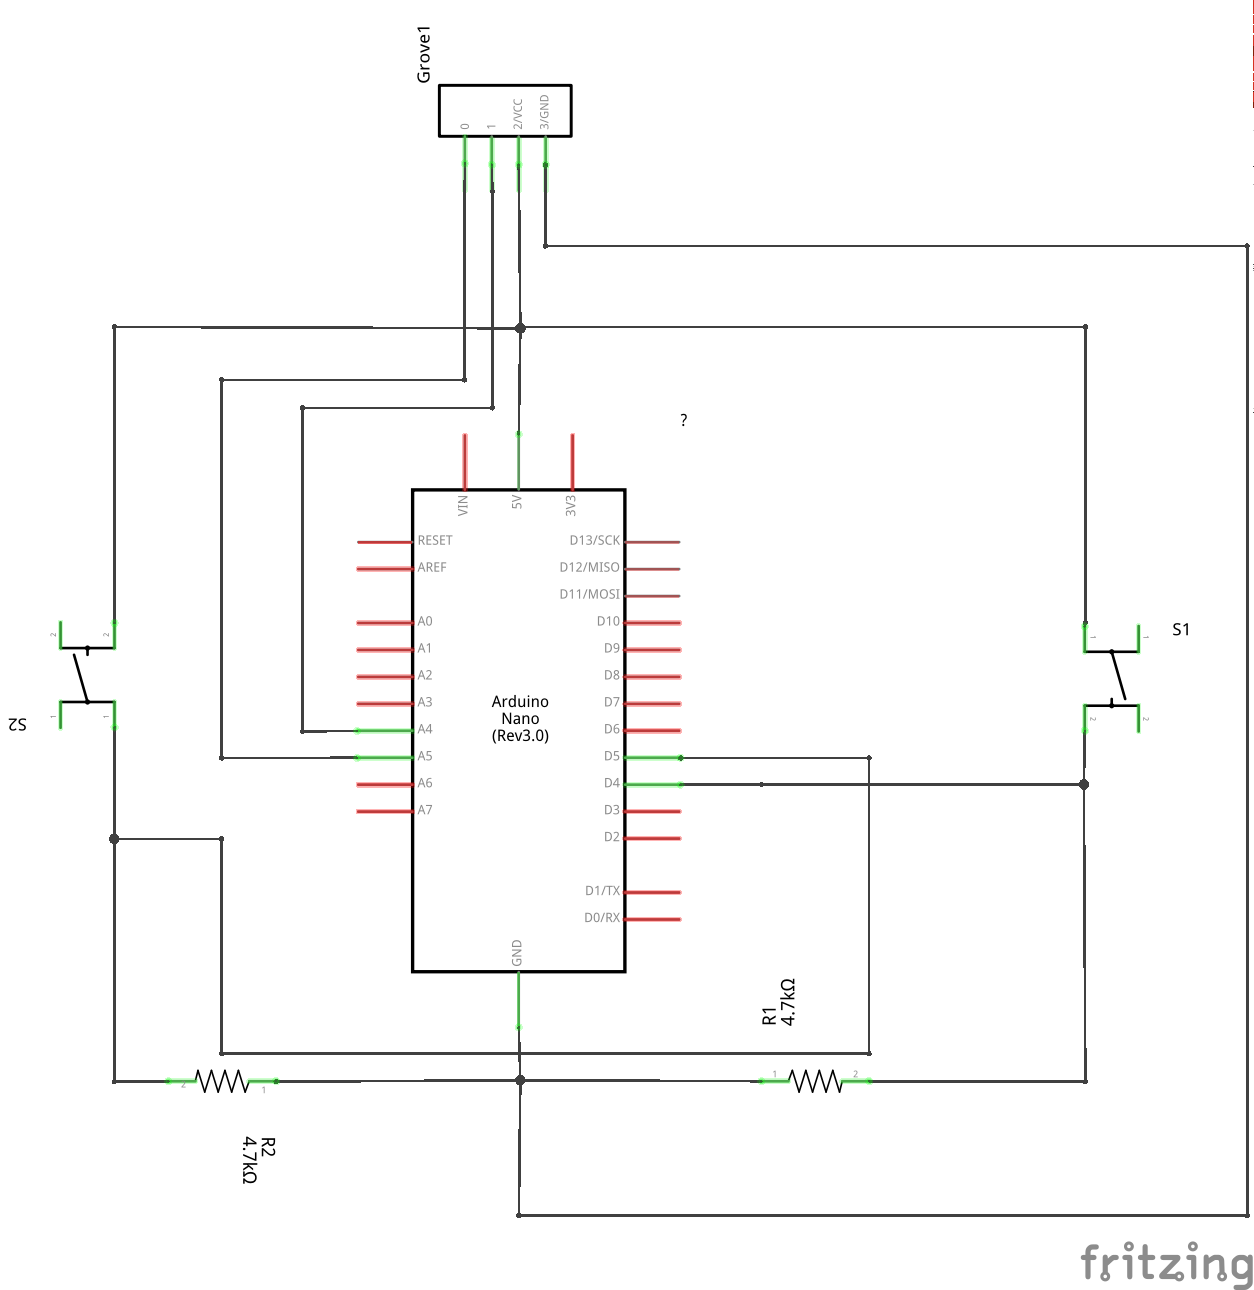 Grove1
0
1
2/VCC
3/GND
?
VIN
5V
3V3
RESET
AREF
A0
A1
A2
A3
A4
A5
A6
A7
D13/SCK
D12/MISO
D11/MOSI
D10
D9
D8
D7
D6
D5
D4
D3
D2
D1/TX
D0/RX
GND
Arduino
Nano
(Rev3.0)
2
2
1
1
S2
1
1
2
2
S1
R1
4.7kΩ
1
2
2
1
R2
4.7kΩ
fritzing